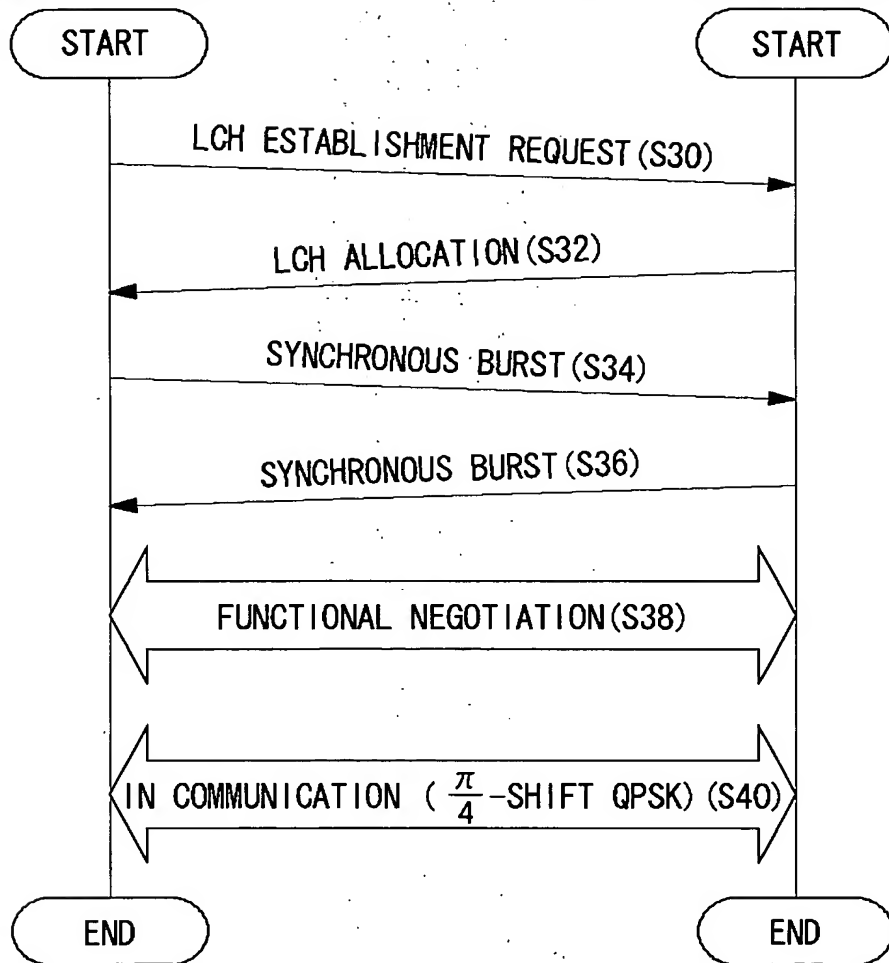 START START
LCH ESTABLISHMENT REQUEST(S30)
LCH ALLOCATION(S32)
SYNCHRONOUS BURST(S34)
SYNCHRONOUS BURST(S36)
FUNCTIONAL NEGOTIATION(S38)
IN COMMUNICATION ( π/4 -SHIFT QPSK) (S40)
END END